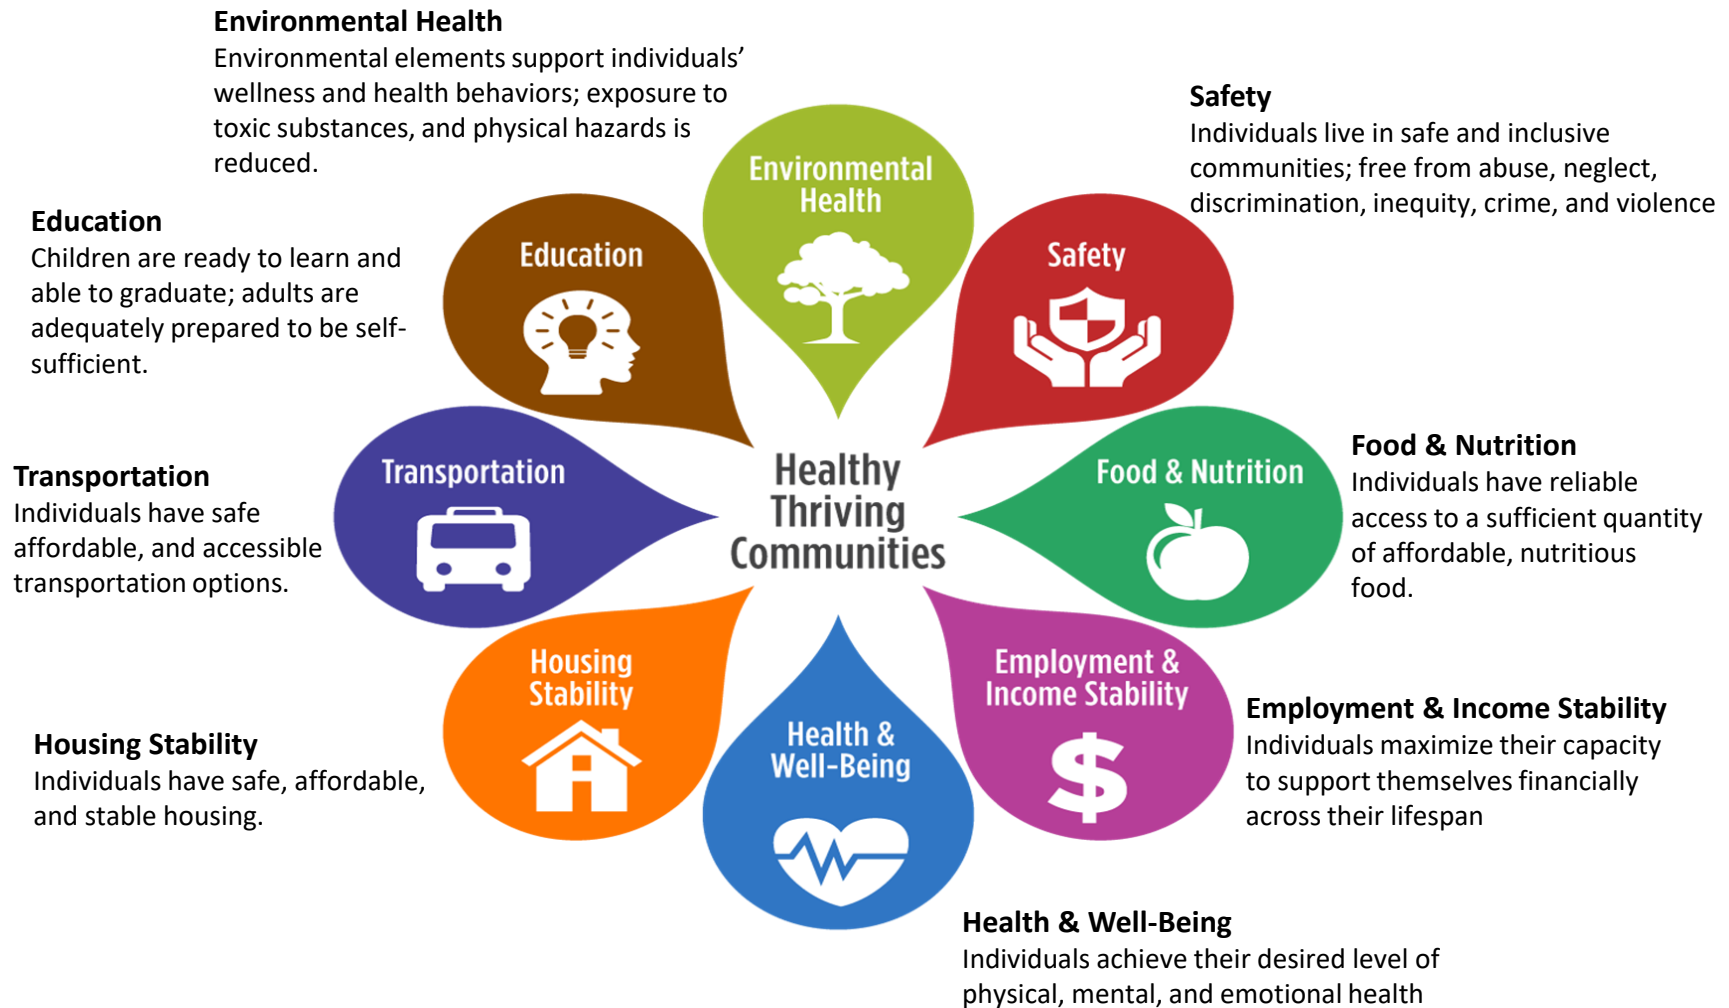 Environmental Health
Environmental elements support individuals’
wellness and health behaviors; exposure to
toxic substances, and physical hazards is
reduced.
Safety
Individuals live in safe and inclusive
communities; free from abuse, neglect,
discrimination, inequity, crime, and violence
Education
Children are ready to learn and
able to graduate; adults are
adequately prepared to be self-
sufficient.
Environmental
Health
Education
Safety
Transportation
Individuals have safe
affordable, and accessible
transportation options.
Transportation
Healthy
Thriving
Communities
Food & Nutrition
Food & Nutrition
Individuals have reliable
access to a sufficient quantity
of affordable, nutritious
food.
Housing
Stability
Health &
Well-Being
Employment &
Income Stability
Housing Stability
Individuals have safe, affordable,
and stable housing.
Employment & Income Stability
Individuals maximize their capacity
to support themselves financially
across their lifespan
Health & Well-Being
Individuals achieve their desired level of
physical, mental, and emotional health